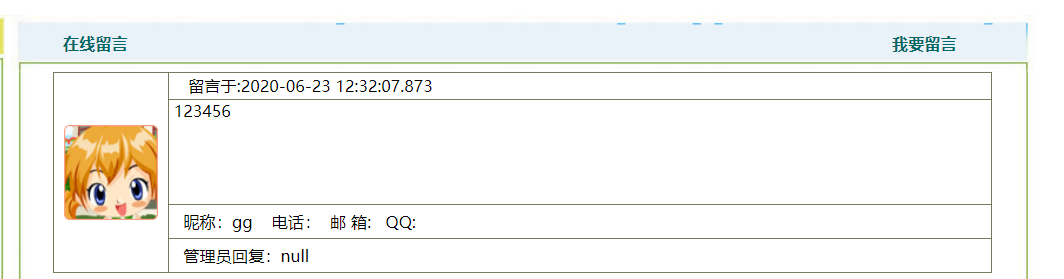 在线留言 我要留言
留言于:2020-06-23 12:32:07.873
123456
昵称：gg 电话： 邮 箱: QQ:
管理员回复：null